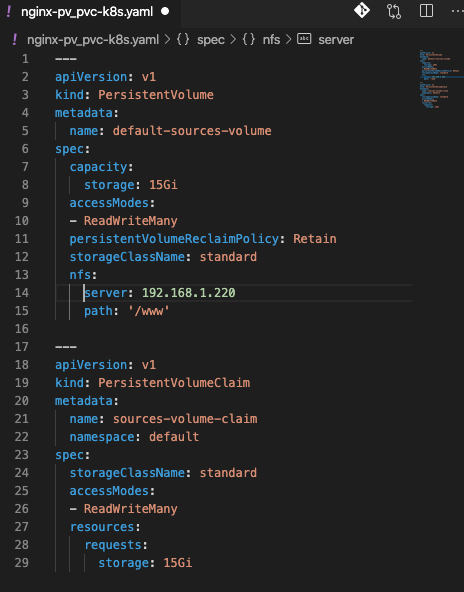 ! nginx-pv_pvc-k8s.yaml ●
! nginx-pv_pvc-k8s.yaml > {} spec > {} nfs > abc server
1 ---
2 apiVersion: v1
3 kind: PersistentVolume
4 metadata:
5   name: default-sources-volume
6 spec:
7   capacity:
8     storage: 15Gi
9   accessModes:
10   - ReadWriteMany
11   persistentVolumeReclaimPolicy: Retain
12   storageClassName: standard
13   nfs:
14     server: 192.168.1.220
15     path: '/www'
16
17 ---
18 apiVersion: v1
19 kind: PersistentVolumeClaim
20 metadata:
21   name: sources-volume-claim
22   namespace: default
23 spec:
24   storageClassName: standard
25   accessModes:
26   - ReadWriteMany
27   resources:
28     requests:
29       storage: 15Gi